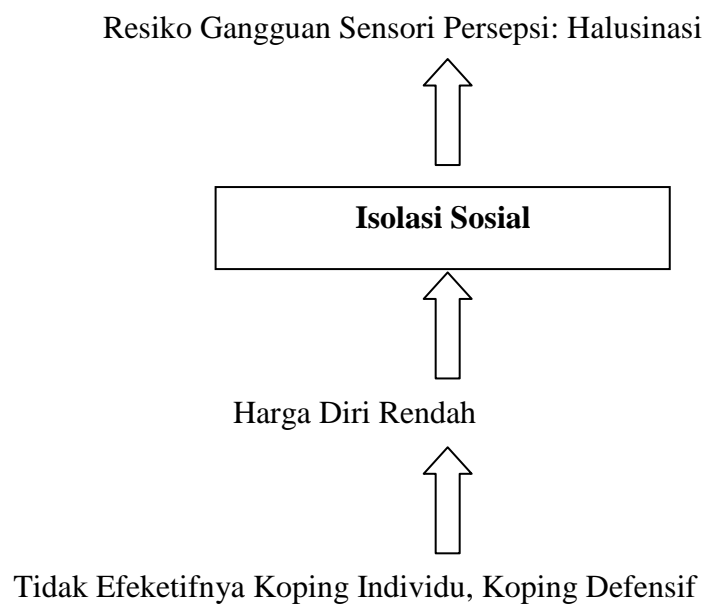 Resiko Gangguan Sensori Persepsi: Halusinasi
Isolasi Sosial
Harga Diri Rendah
Tidak Efeketifnya Koping Individu, Koping Defensif